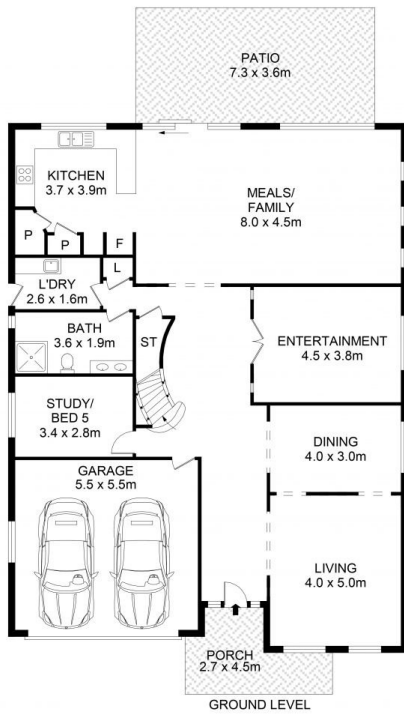 PATIO
7.3 x 3.6m
KITCHEN
3.7 x 3.9m
MEALS/
FAMILY
8.0 x 4.5m
P
P
F
L
L'DRY
2.6 x 1.6m
BATH
3.6 x 1.9m
ST
ENTERTAINMENT
4.5 x 3.8m
STUDY/
BED 5
3.4 x 2.8m
DINING
4.0 x 3.0m
GARAGE
5.5 x 5.5m
LIVING
4.0 x 5.0m
PORCH
2.7 x 4.5m
GROUND LEVEL